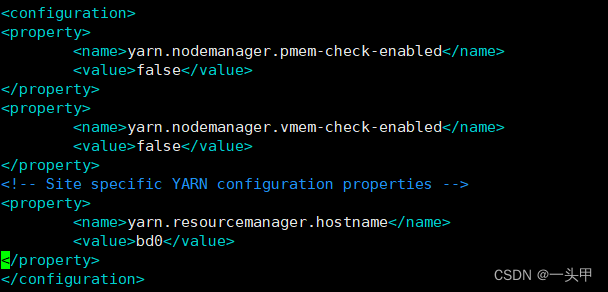 <configuration>
<property>
        <name>yarn.nodemanager.pmem-check-enabled</name>
        <value>false</value>
</property>
<property>
        <name>yarn.nodemanager.vmem-check-enabled</name>
        <value>false</value>
</property>
<!-- Site specific YARN configuration properties -->
<property>
        <name>yarn.resourcemanager.hostname</name>
        <value>bd0</value>
</property>
</configuration>
CSDN @一头甲